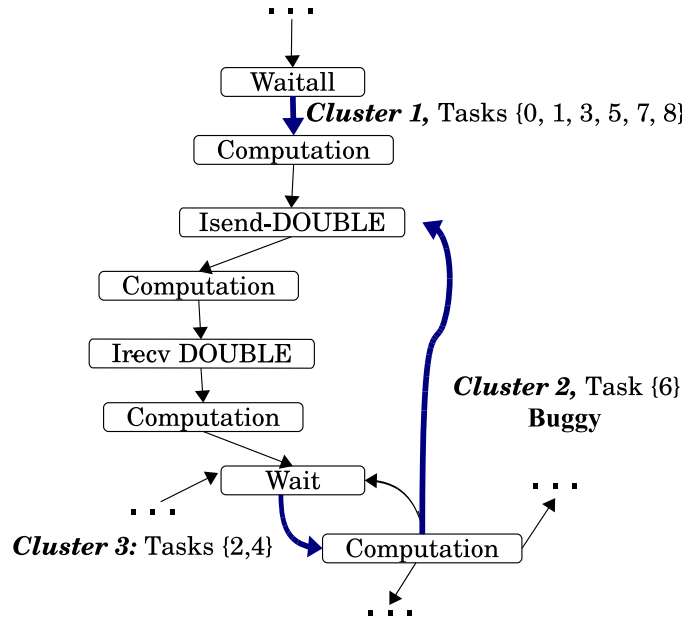 . . .
Waitall
Cluster 1, Tasks {0, 1, 3, 5, 7, 8}
Computation
Isend-DOUBLE
Computation
Irecv DOUBLE
Cluster 2, Task {6}
Buggy
Computation
Wait
. . .
. . .
Cluster 3: Tasks {2,4}
Computation
. . .